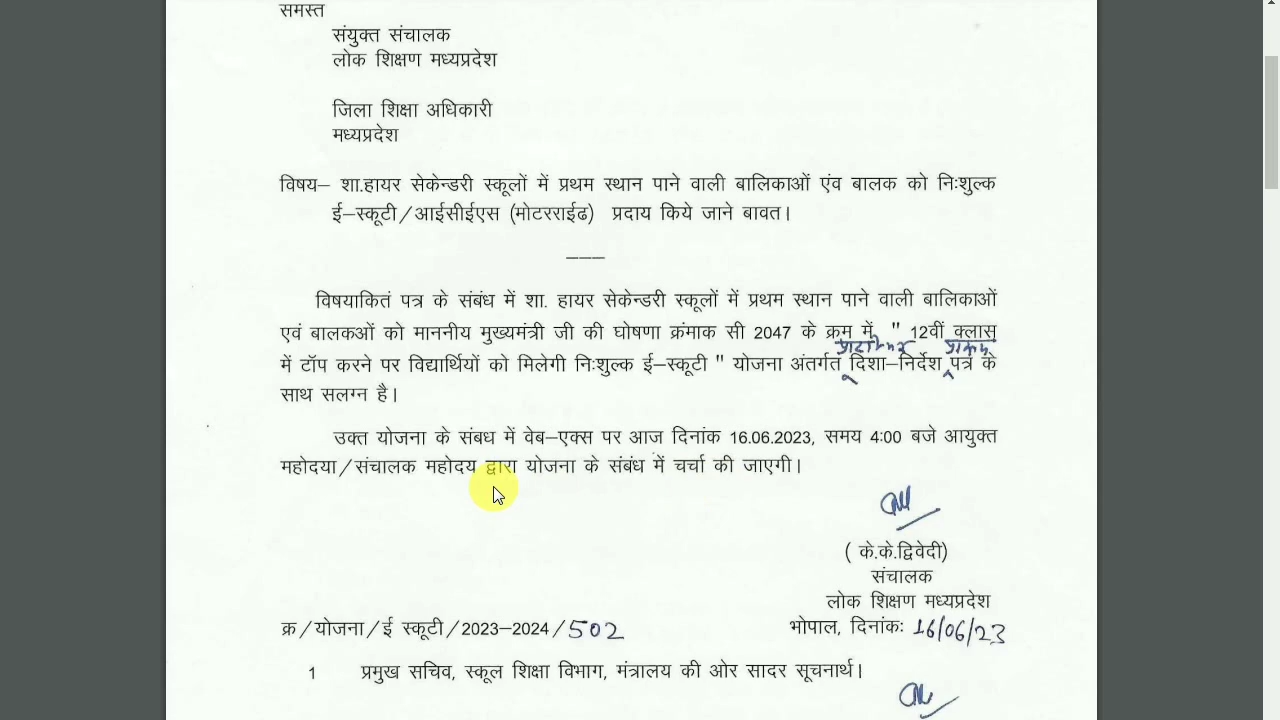 समस्त
संयुक्त संचालक
लोक शिक्षण मध्यप्रदेश
जिला शिक्षा अधिकारी
मध्यप्रदेश
विषय– शा.हायर सेकेन्डरी स्कूलों में प्रथम स्थान पाने वाली बालिकाओं एंव बालक को निःशुल्क
ई–स्कूटी/आईसीईएस (मोटरराईढ) प्रदाय किये जाने बावत।
———
विषयाकितं पत्र के संबंध में शा. हायर सेकेन्डरी स्कूलों में प्रथम स्थान पाने वाली बालिकाओं
एवं बालकओं को माननीय मुख्यमंत्री जी की घोषणा क्रंमाक सी 2047 के क्रम में, " 12वीं क्लास
में टॉप करने पर विद्यार्थियों को मिलेगी निःशुल्क ई–स्कूटी " योजना अंतर्गत दिशा–निर्देश पत्र के
साथ सलग्न है।
उक्त योजना के संबध में वेब–एक्स पर आज दिनांक 16.06.2023, समय 4:00 बजे आयुक्त
महोदया/संचालक महोदय द्वारा योजना के संबंध में चर्चा की जाएगी।
( के.के.द्विवेदी)
संचालक
लोक शिक्षण मध्यप्रदेश
क्र/योजना/ई स्कूटी/2023–2024/502 भोपाल, दिनांकः 16/06/23
1 प्रमुख सचिव, स्कूल शिक्षा विभाग, मंत्रालय की ओर सादर सूचनार्थ।